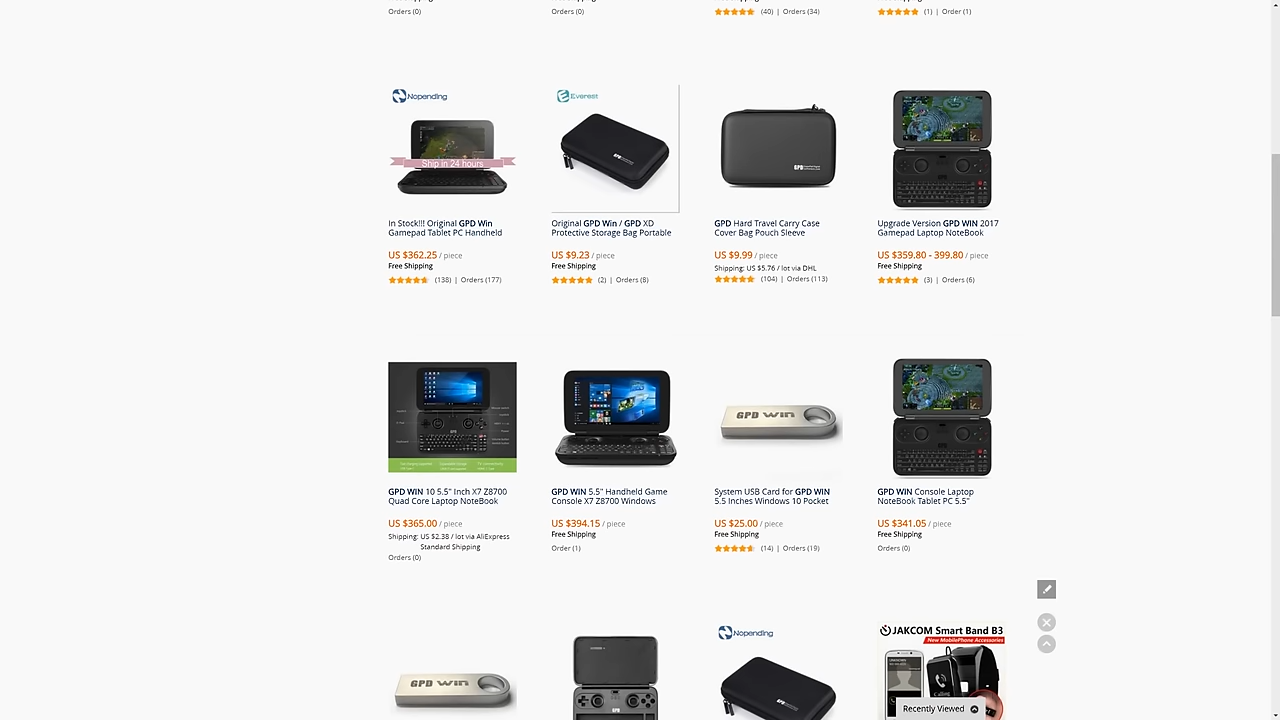 Orders (0)
Orders (0)
(40) | Orders (34)
(1) | Order (1)
Nopending
Ship in 24 hours
Everest
GPD
GPD
In Stock!!! Original GPD Win
Gamepad Tablet PC Handheld
US $362.25 / piece
Free Shipping
(138) | Orders (177)
Original GPD Win / GPD XD
Protective Storage Bag Portable
US $9.23 / piece
Free Shipping
(2) | Orders (8)
GPD Hard Travel Carry Case
Cover Bag Pouch Sleeve
US $9.99 / piece
Shipping: US $5.76 / lot via DHL
(104) | Orders (113)
Upgrade Version GPD WIN 2017
Gamepad Laptop NoteBook
US $359.80 - 399.80 / piece
Free Shipping
(3) | Orders (6)
GPD WIN
GPD WIN 10 5.5" Inch X7 Z8700
Quad Core Laptop NoteBook
US $365.00 / piece
Shipping: US $2.38 / lot via AliExpress
Standard Shipping
Orders (0)
GPD WIN 5.5" Handheld Game
Console X7 Z8700 Windows
US $394.15 / piece
Free Shipping
Order (1)
System USB Card for GPD WIN
5.5 Inches Windows 10 Pocket
US $25.00 / piece
Free Shipping
(14) | Orders (19)
GPD WIN Console Laptop
NoteBook Tablet PC 5.5"
US $341.05 / piece
Free Shipping
Orders (0)
GPD WIN
GPD
Nopending
GPD
JAKCOM Smart Band B3
New MobilePhone Accessories
Recently Viewed